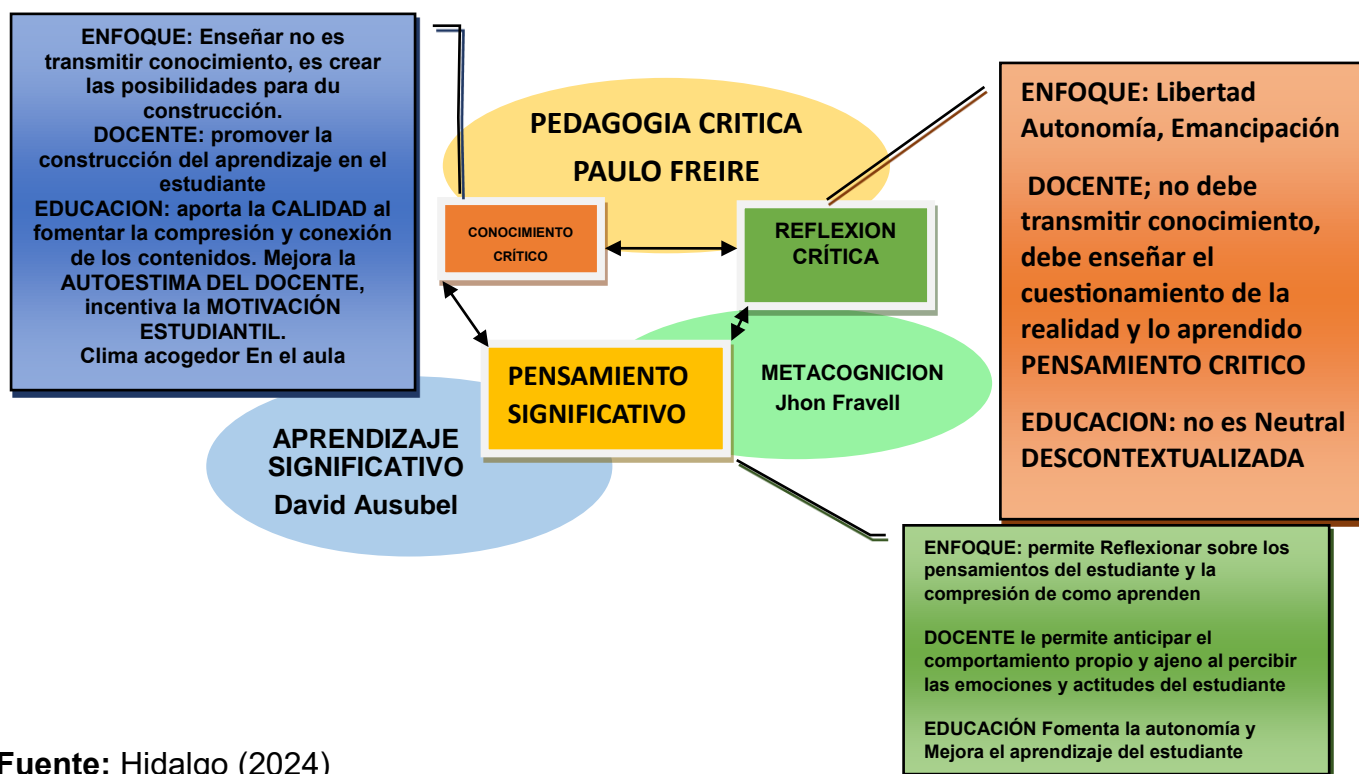 ENFOQUE: Enseñar no es
transmitir conocimiento, es crear
las posibilidades para du
construcción.
DOCENTE: promover la
construcción del aprendizaje en el
estudiante
EDUCACION: aporta la CALIDAD al
fomentar la compresión y conexión
de los contenidos. Mejora la
AUTOESTIMA DEL DOCENTE,
incentiva la MOTIVACIÓN
ESTUDIANTIL.
Clima acogedor En el aula
PEDAGOGIA CRITICA
PAULO FREIRE
CONOCIMIENTO
CRÍTICO
REFLEXION
CRÍTICA
ENFOQUE: Libertad
Autonomía, Emancipación
DOCENTE; no debe
transmitir conocimiento,
debe enseñar el
cuestionamiento de la
realidad y lo aprendido
PENSAMIENTO CRITICO
EDUCACION: no es Neutral
DESCONTEXTUALIZADA
PENSAMIENTO
SIGNIFICATIVO
METACOGNICION
Jhon Fravell
APRENDIZAJE
SIGNIFICATIVO
David Ausubel
ENFOQUE: permite Reflexionar sobre los
pensamientos del estudiante y la
compresión de como aprenden
DOCENTE le permite anticipar el
comportamiento propio y ajeno al percibir
las emociones y actitudes del estudiante
EDUCACIÓN Fomenta la autonomía y
Mejora el aprendizaje del estudiante
Fuente: Hidalgo (2024)